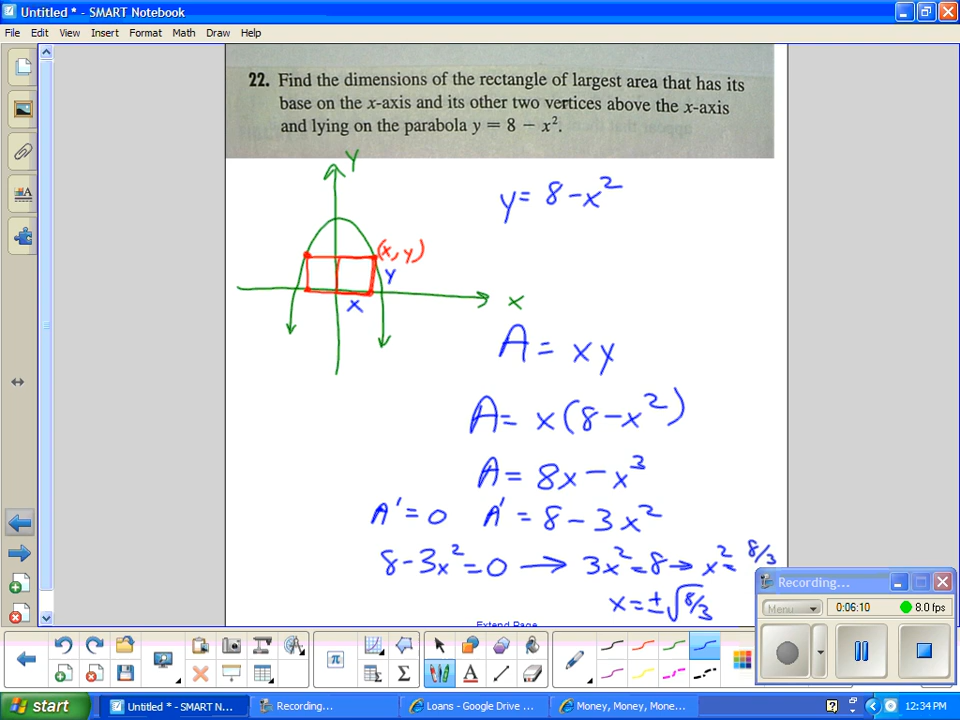 Untitled * - SMART Notebook
File Edit View Insert Format Math Draw Help
22. Find the dimensions of the rectangle of largest area that has its
base on the x-axis and its other two vertices above the x-axis
and lying on the parabola y = 8 − x².
y
y = 8 - x²
(x, y)
y
x
x
A = xy
A = x(8 - x²)
A = 8x - x³
A' = 0 A' = 8 - 3x²
8 - 3x² = 0 → 3x² = 8 → x² = 8/3
x = ± √8/3
Extend Page
Recording...
Menu
0:06:10
8.0 fps
π
A
Σ
start
Untitled * - SMART N...
Recording...
Loans - Google Drive ...
Money, Money, Mone...
12:34 PM